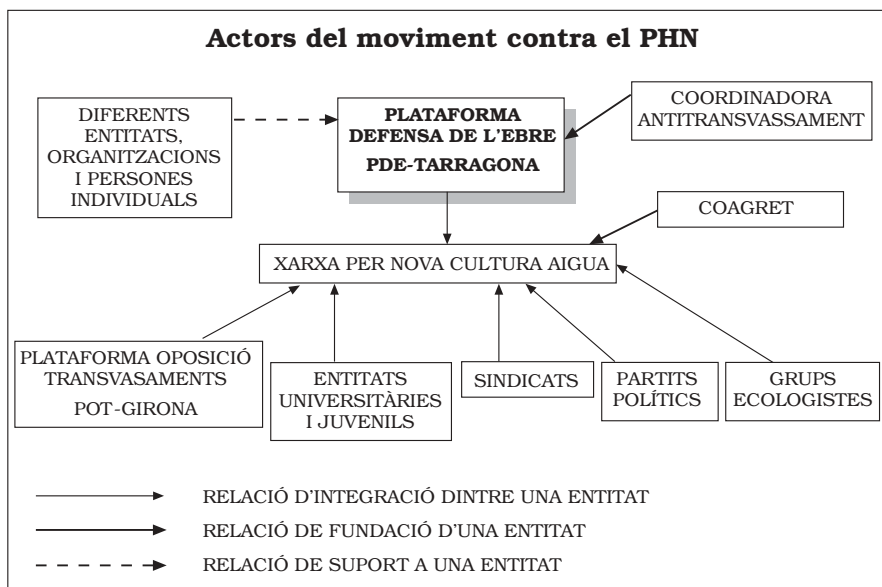 Actors del moviment contra el PHN
DIFERENTS
ENTITATS,
ORGANITZACIONS
I PERSONES
INDIVIDUALS
PLATAFORMA
DEFENSA DE L'EBRE
PDE-TARRAGONA
COORDINADORA
ANTITRANSVASSAMENT
COAGRET
XARXA PER NOVA CULTURA AIGUA
PLATAFORMA OPOSICIÓ
TRANSVASAMENTS
POT-GIRONA
ENTITATS
UNIVERSITÀRIES
I JUVENILS
SINDICATS
PARTITS
POLÍTICS
GRUPS
ECOLOGISTES
RELACIÓ D'INTEGRACIÓ DINTRE UNA ENTITAT
RELACIÓ DE FUNDACIÓ D'UNA ENTITAT
RELACIÓ DE SUPORT A UNA ENTITAT